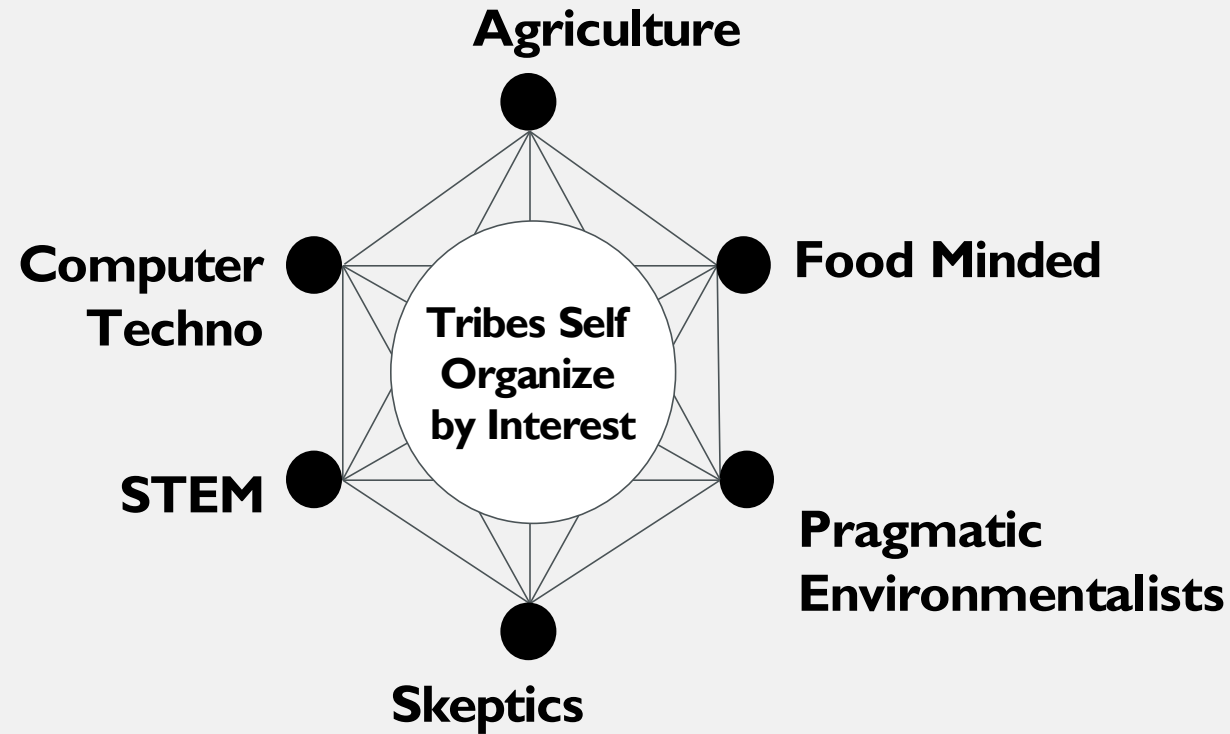 Agriculture
Computer
Techno
Food Minded
Tribes Self
Organize
by Interest
STEM
Pragmatic
Environmentalists
Skeptics